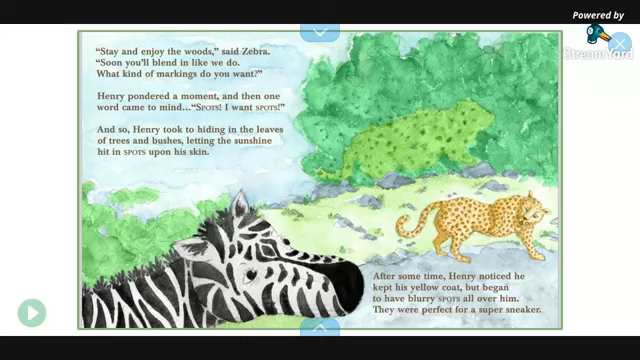 Powered by
StreamYard
“Stay and enjoy the woods,” said Zebra.
“Soon you’ll blend in like we do.
What kind of markings do you want?”
Henry pondered a moment, and then one
word came to mind…“SPOTS! I want SPOTS!”
And so, Henry took to hiding in the leaves
of trees and bushes, letting the sunshine
hit in SPOTS upon his skin.
After some time, Henry noticed he
kept his yellow coat, but began
to have blurry SPOTS all over him.
They were perfect for a super sneaker.